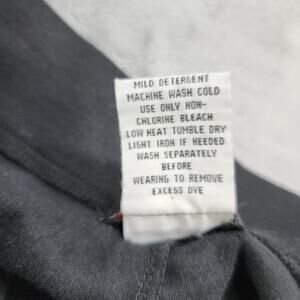 MILD DETERGENT
MACHINE WASH COLD
USE ONLY NON-
CHLORINE BLEACH
LOW HEAT TUMBLE DRY
LIGHT IRON IF NEEDED
WASH SEPARATELY
BEFORE
WEARING TO REMOVE
EXCESS DYE